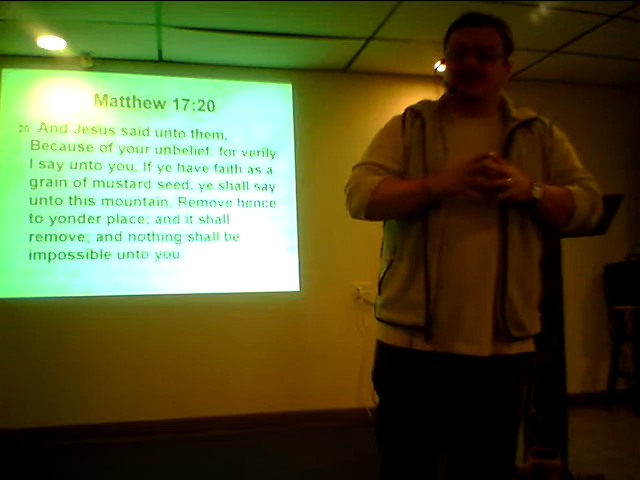 Matthew 17:20
20 And Jesus said unto them,
Because of your unbelief: for verily
I say unto you, If ye have faith as a
grain of mustard seed, ye shall say
unto this mountain, Remove hence
to yonder place; and it shall
remove; and nothing shall be
impossible unto you.